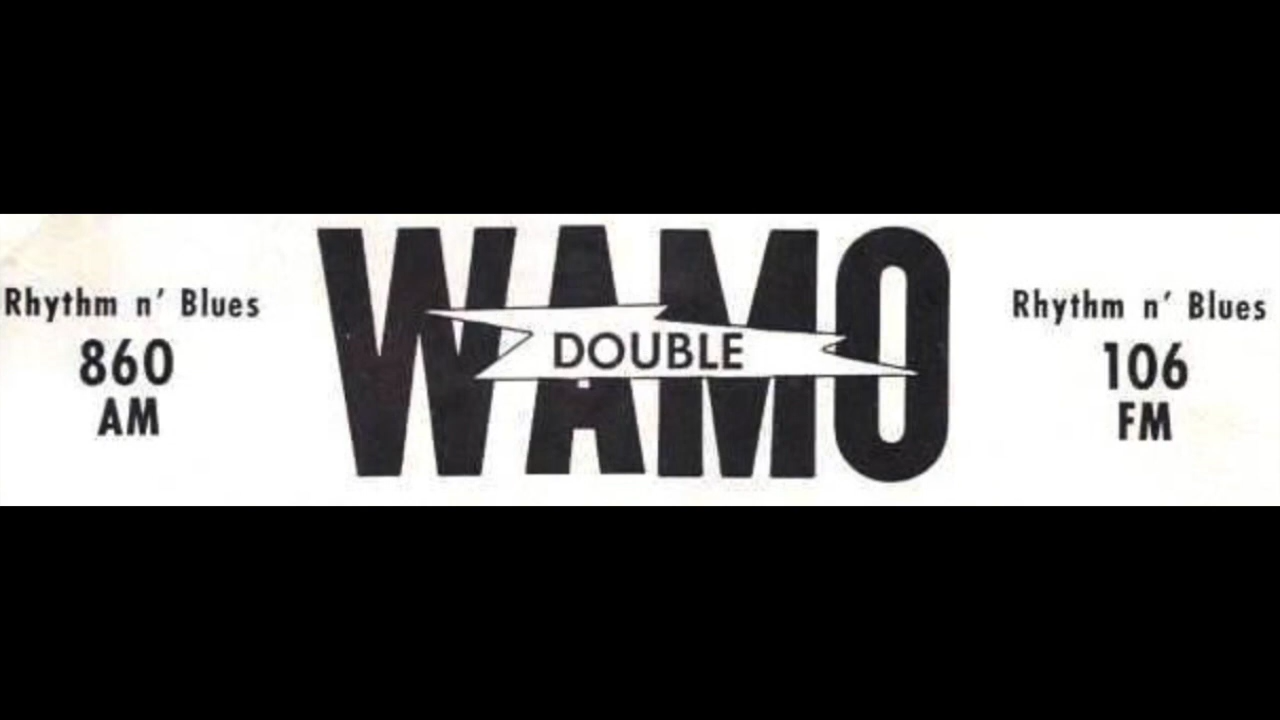 Rhythm n' Blues
860
AM
WAMO
DOUBLE
Rhythm n' Blues
106
FM